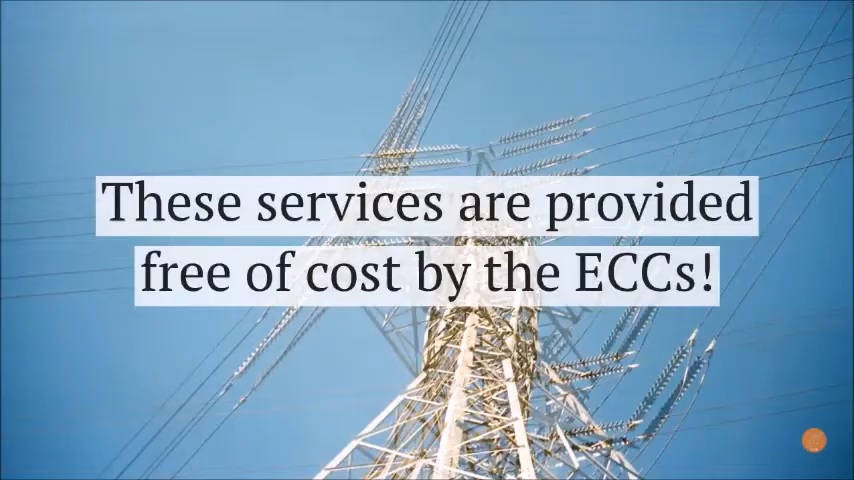 These services are provided
free of cost by the ECCs!